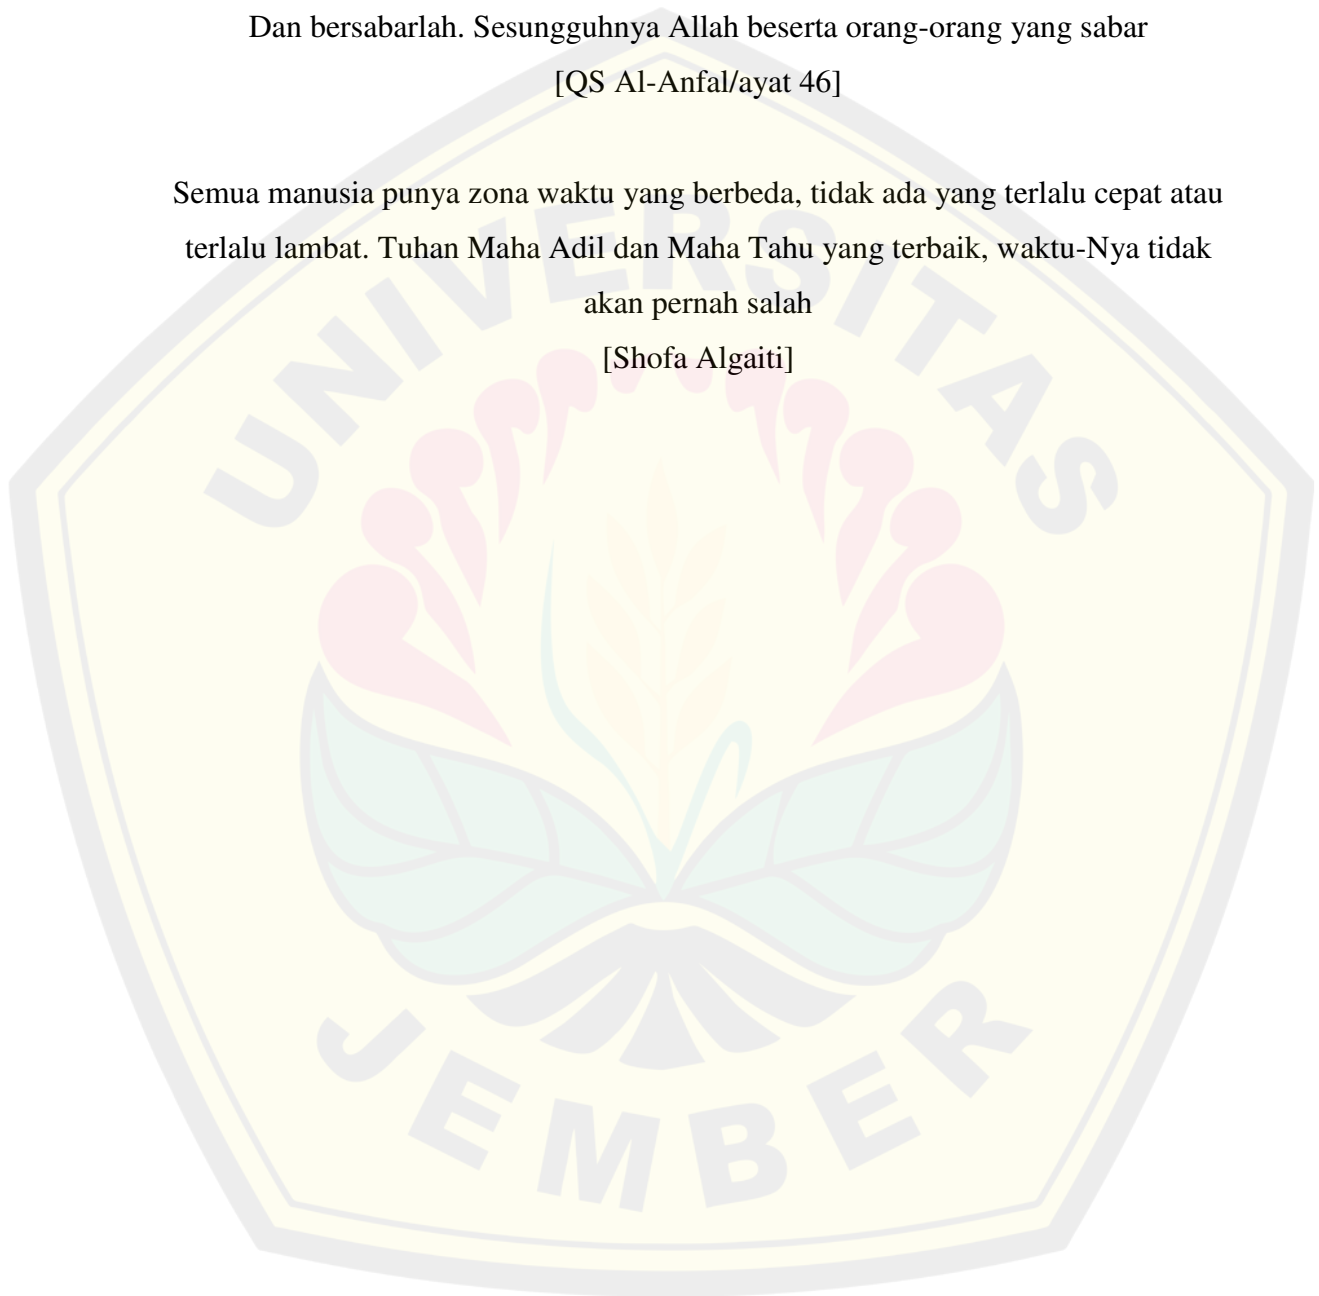 Dan bersabarlah. Sesungguhnya Allah beserta orang-orang yang sabar
[QS Al-Anfal/ayat 46]
Semua manusia punya zona waktu yang berbeda, tidak ada yang terlalu cepat atau
terlalu lambat. Tuhan Maha Adil dan Maha Tahu yang terbaik, waktu-Nya tidak
akan pernah salah
[Shofa Algaiti]
UNIVERSITAS
JEMBER